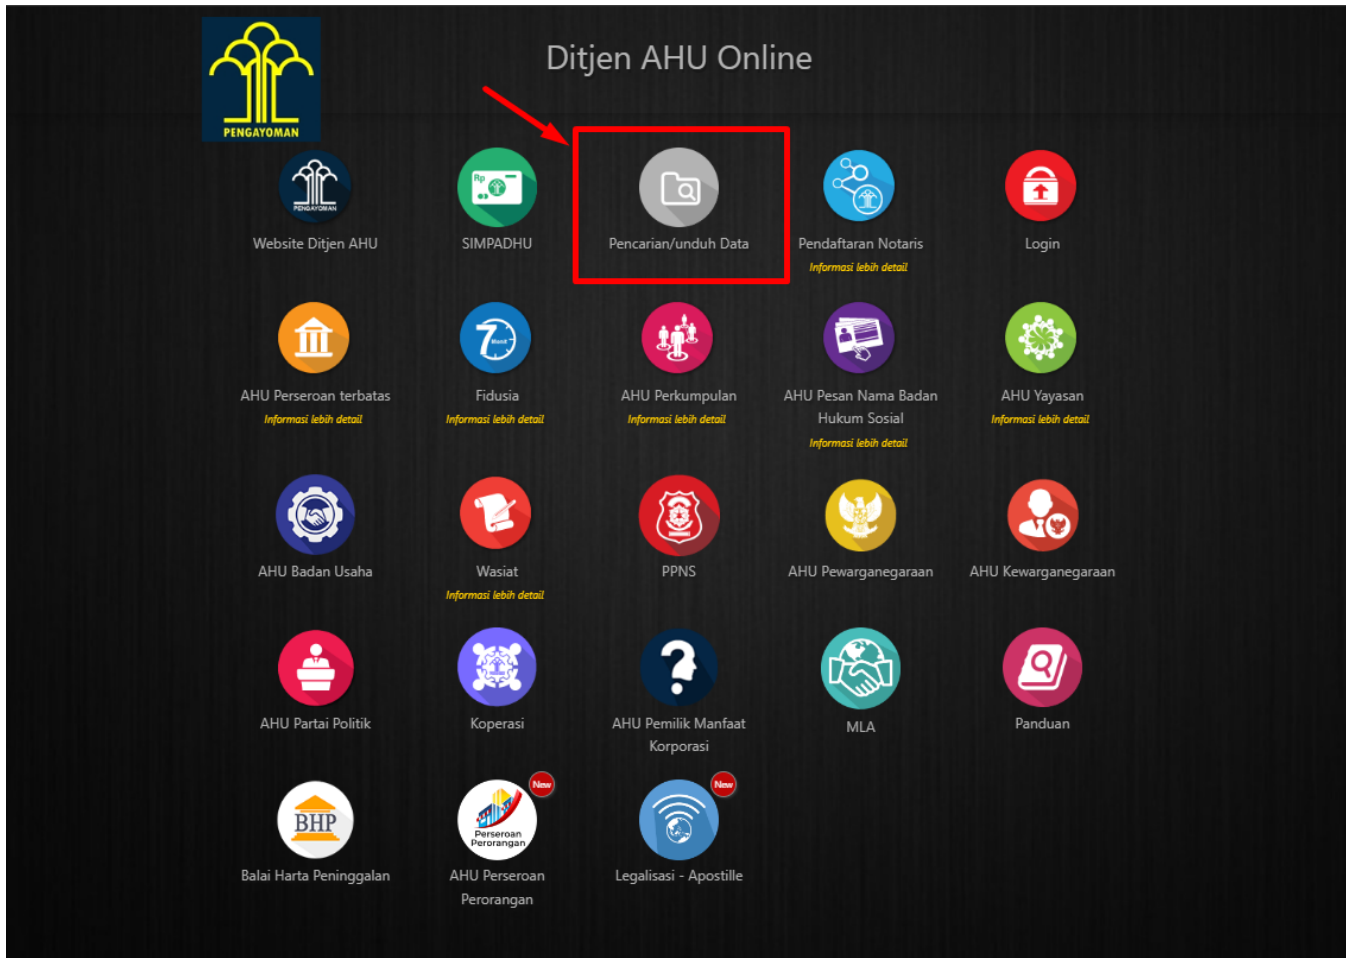 Ditjen AHU Online
PENGAYOMAN
PENGAYOMAN
Rp
Website Ditjen AHU
SIMPADHU
Pencarian/unduh Data
Pendaftaran Notaris
Informasi lebih detail
Login
7 Menit
AHU Perseroan terbatas
Informasi lebih detail
Fidusia
Informasi lebih detail
AHU Perkumpulan
Informasi lebih detail
AHU Pesan Nama Badan
Hukum Sosial
Informasi lebih detail
AHU Yayasan
Informasi lebih detail
AHU Badan Usaha
Wasiat
Informasi lebih detail
PPNS
AHU Pewarganegaraan
AHU Kewarganegaraan
AHU Partai Politik
Koperasi
AHU Pemilik Manfaat
Korporasi
MLA
Panduan
BHP
Balai Harta Peninggalan
New
Perseroan
Perorangan
AHU Perseroan
Perorangan
New
Legalisasi - Apostille